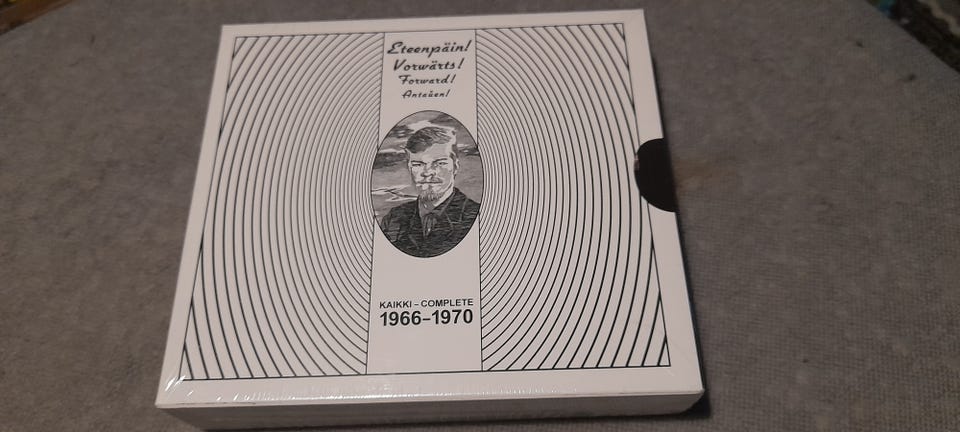 Eteenpäin!
Vorwärts!
Forward!
Antaŭen!
KAIKKI – COMPLETE
1966–1970